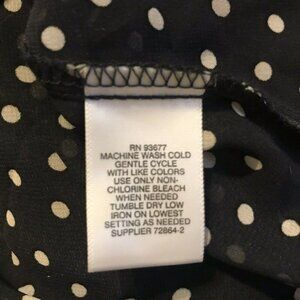 RN 93677
MACHINE WASH COLD
GENTLE CYCLE
WITH LIKE COLORS
USE ONLY NON-
CHLORINE BLEACH
WHEN NEEDED
TUMBLE DRY LOW
IRON ON LOWEST
SETTING AS NEEDED
SUPPLIER 72864-2